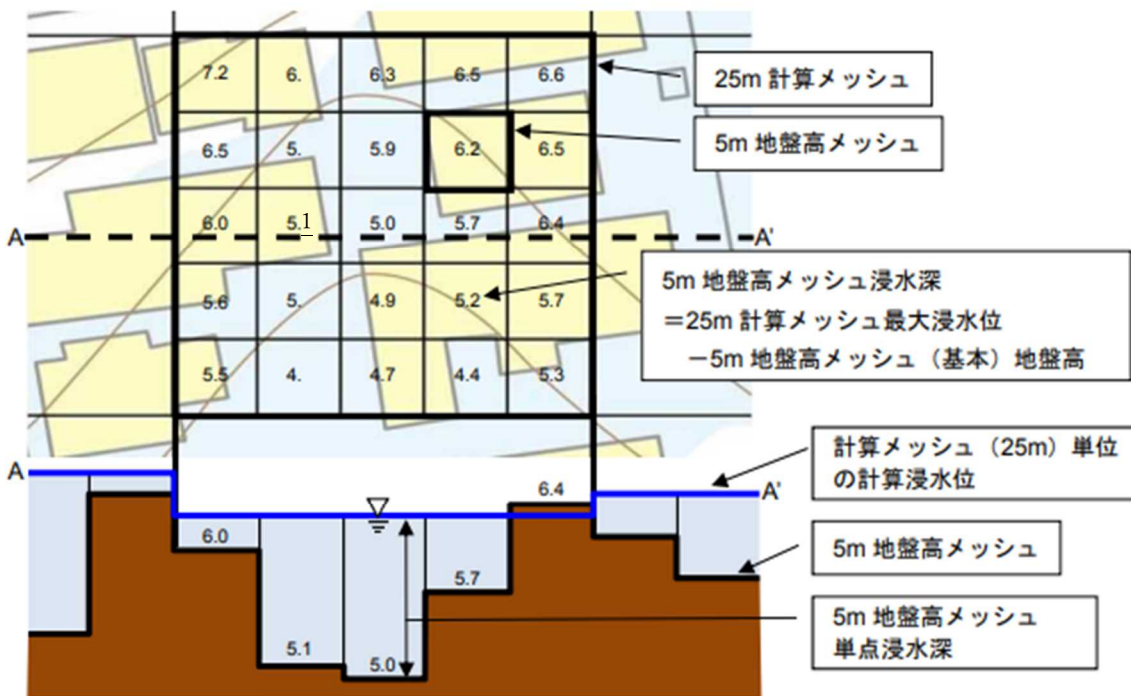 7.2 6. 6.3 6.5 6.6
25m 計算メッシュ
6.5 5. 5.9 6.2 6.5
5m 地盤高メッシュ
6.0 5.1 5.0 5.7 6.4
A A'
5.6 5. 4.9 5.2 5.7
5m 地盤高メッシュ浸水深
=25m 計算メッシュ最大浸水位
-5m 地盤高メッシュ(基本)地盤高
5.5 4. 4.7 4.4 5.3
計算メッシュ(25m)単位
の計算浸水位
A A'
6.4
6.0
5m 地盤高メッシュ
5.7
5m 地盤高メッシュ
単点浸水深
5.1
5.0